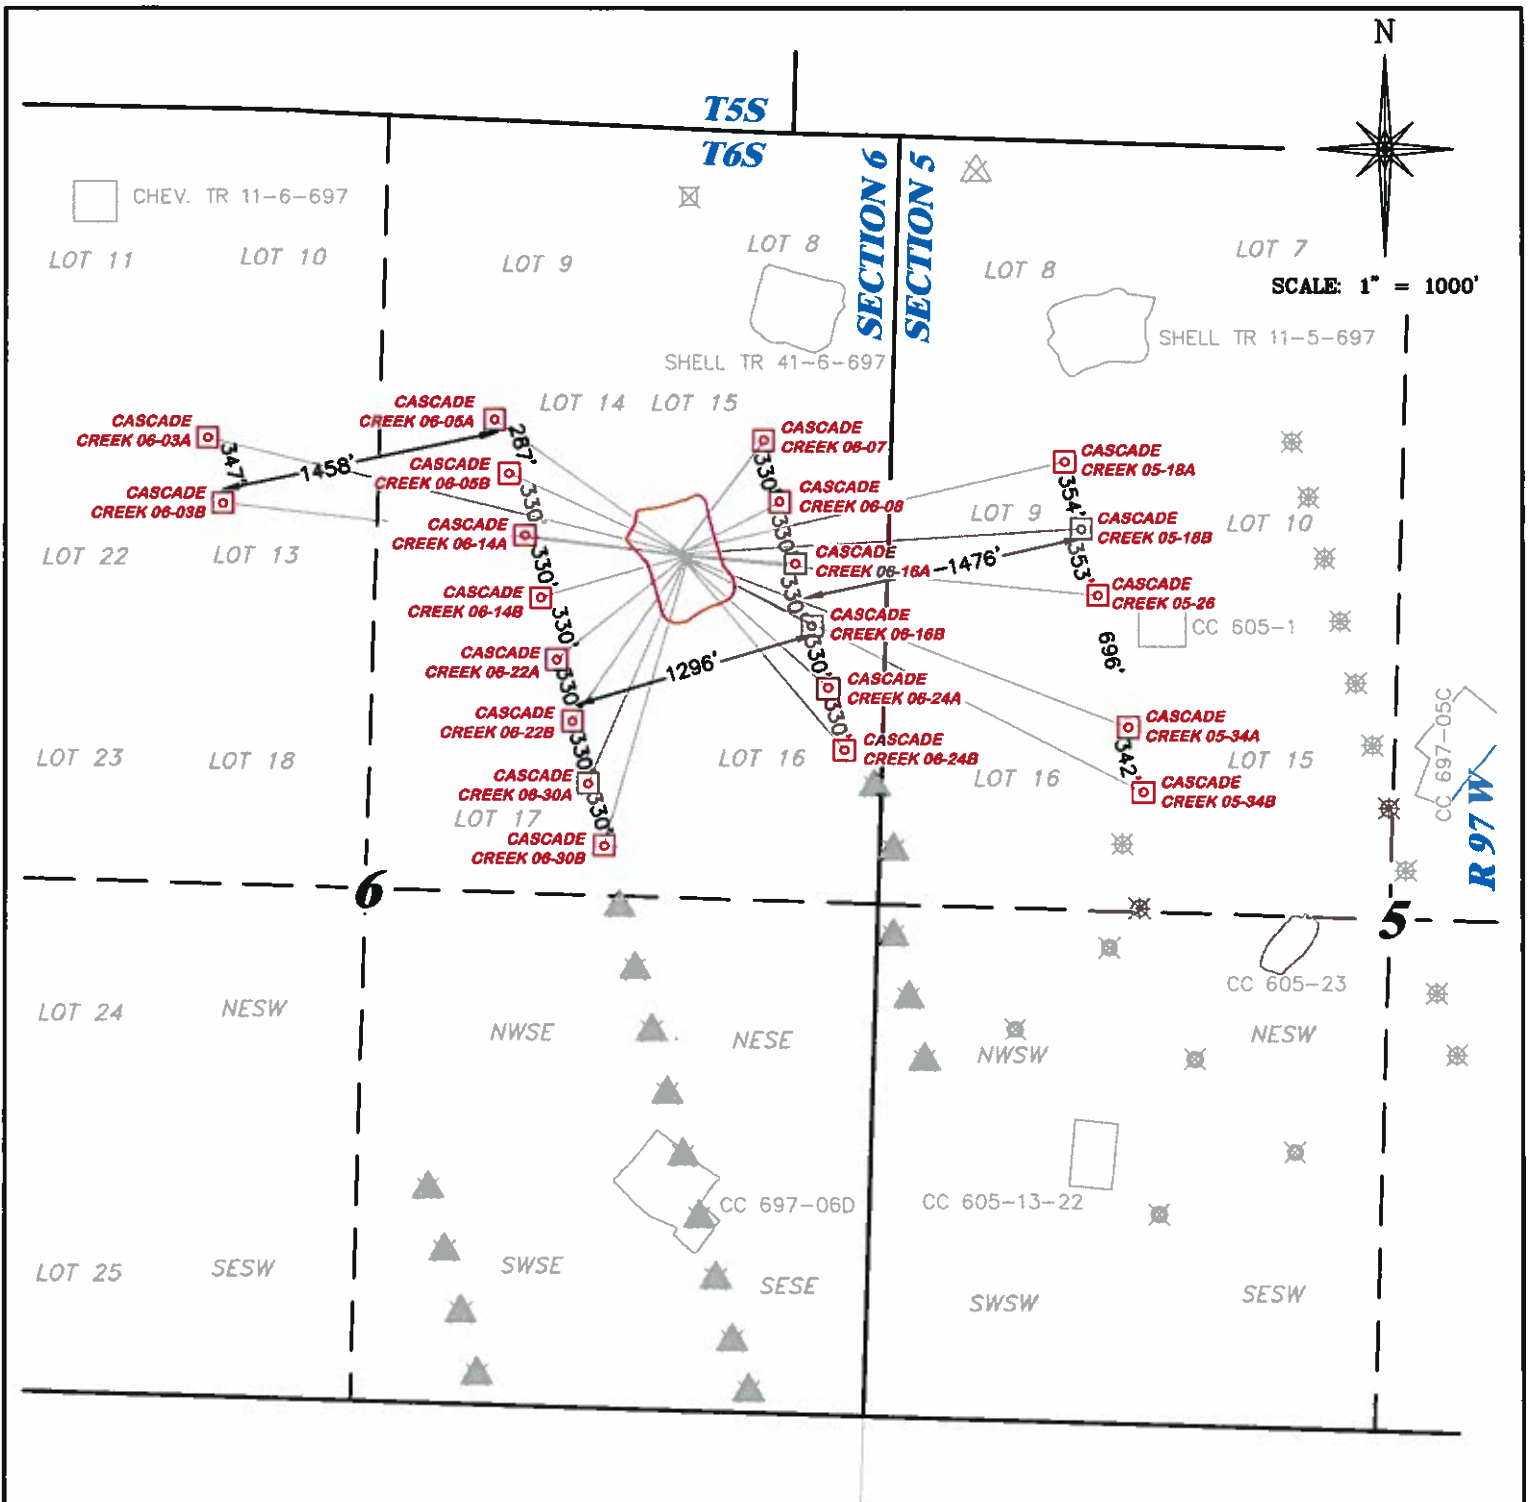 N
T5S
T6S
SECTION 6
SECTION 5
CHEV. TR 11-6-697
LOT 11
LOT 10
LOT 9
LOT 8
LOT 8
LOT 7
SCALE: 1" = 1000'
SHELL TR 41-6-697
SHELL TR 11-5-697
CASCADE
CREEK 06-03A
347'
CASCADE
CREEK 06-03B
1458'
CASCADE
CREEK 06-05A
287'
CASCADE
CREEK 06-05B
330'
CASCADE
CREEK 06-14A
330'
CASCADE
CREEK 06-14B
330'
CASCADE
CREEK 06-22A
330'
CASCADE
CREEK 06-22B
330'
CASCADE
CREEK 06-30A
330'
CASCADE
CREEK 06-30B
LOT 14
LOT 15
CASCADE
CREEK 06-07
330'
CASCADE
CREEK 06-08
330'
CASCADE
CREEK 06-16A
330'
CASCADE
CREEK 06-16B
330'
CASCADE
CREEK 06-24A
330'
CASCADE
CREEK 06-24B
1296'
1476'
CASCADE
CREEK 05-18A
354'
CASCADE
CREEK 05-18B
353'
CASCADE
CREEK 05-26
696'
CASCADE
CREEK 05-34A
342'
CASCADE
CREEK 05-34B
LOT 9
LOT 10
LOT 22
LOT 13
CC 605-1
LOT 23
LOT 18
LOT 17
LOT 16
LOT 16
LOT 15
CC 697-05C
R 97 W
6
5
CC 605-23
LOT 24
NESW
NWSE
NESE
NWSW
NESW
CC 697-06D
CC 605-13-22
LOT 25
SESW
SWSE
SESE
SWSW
SESW